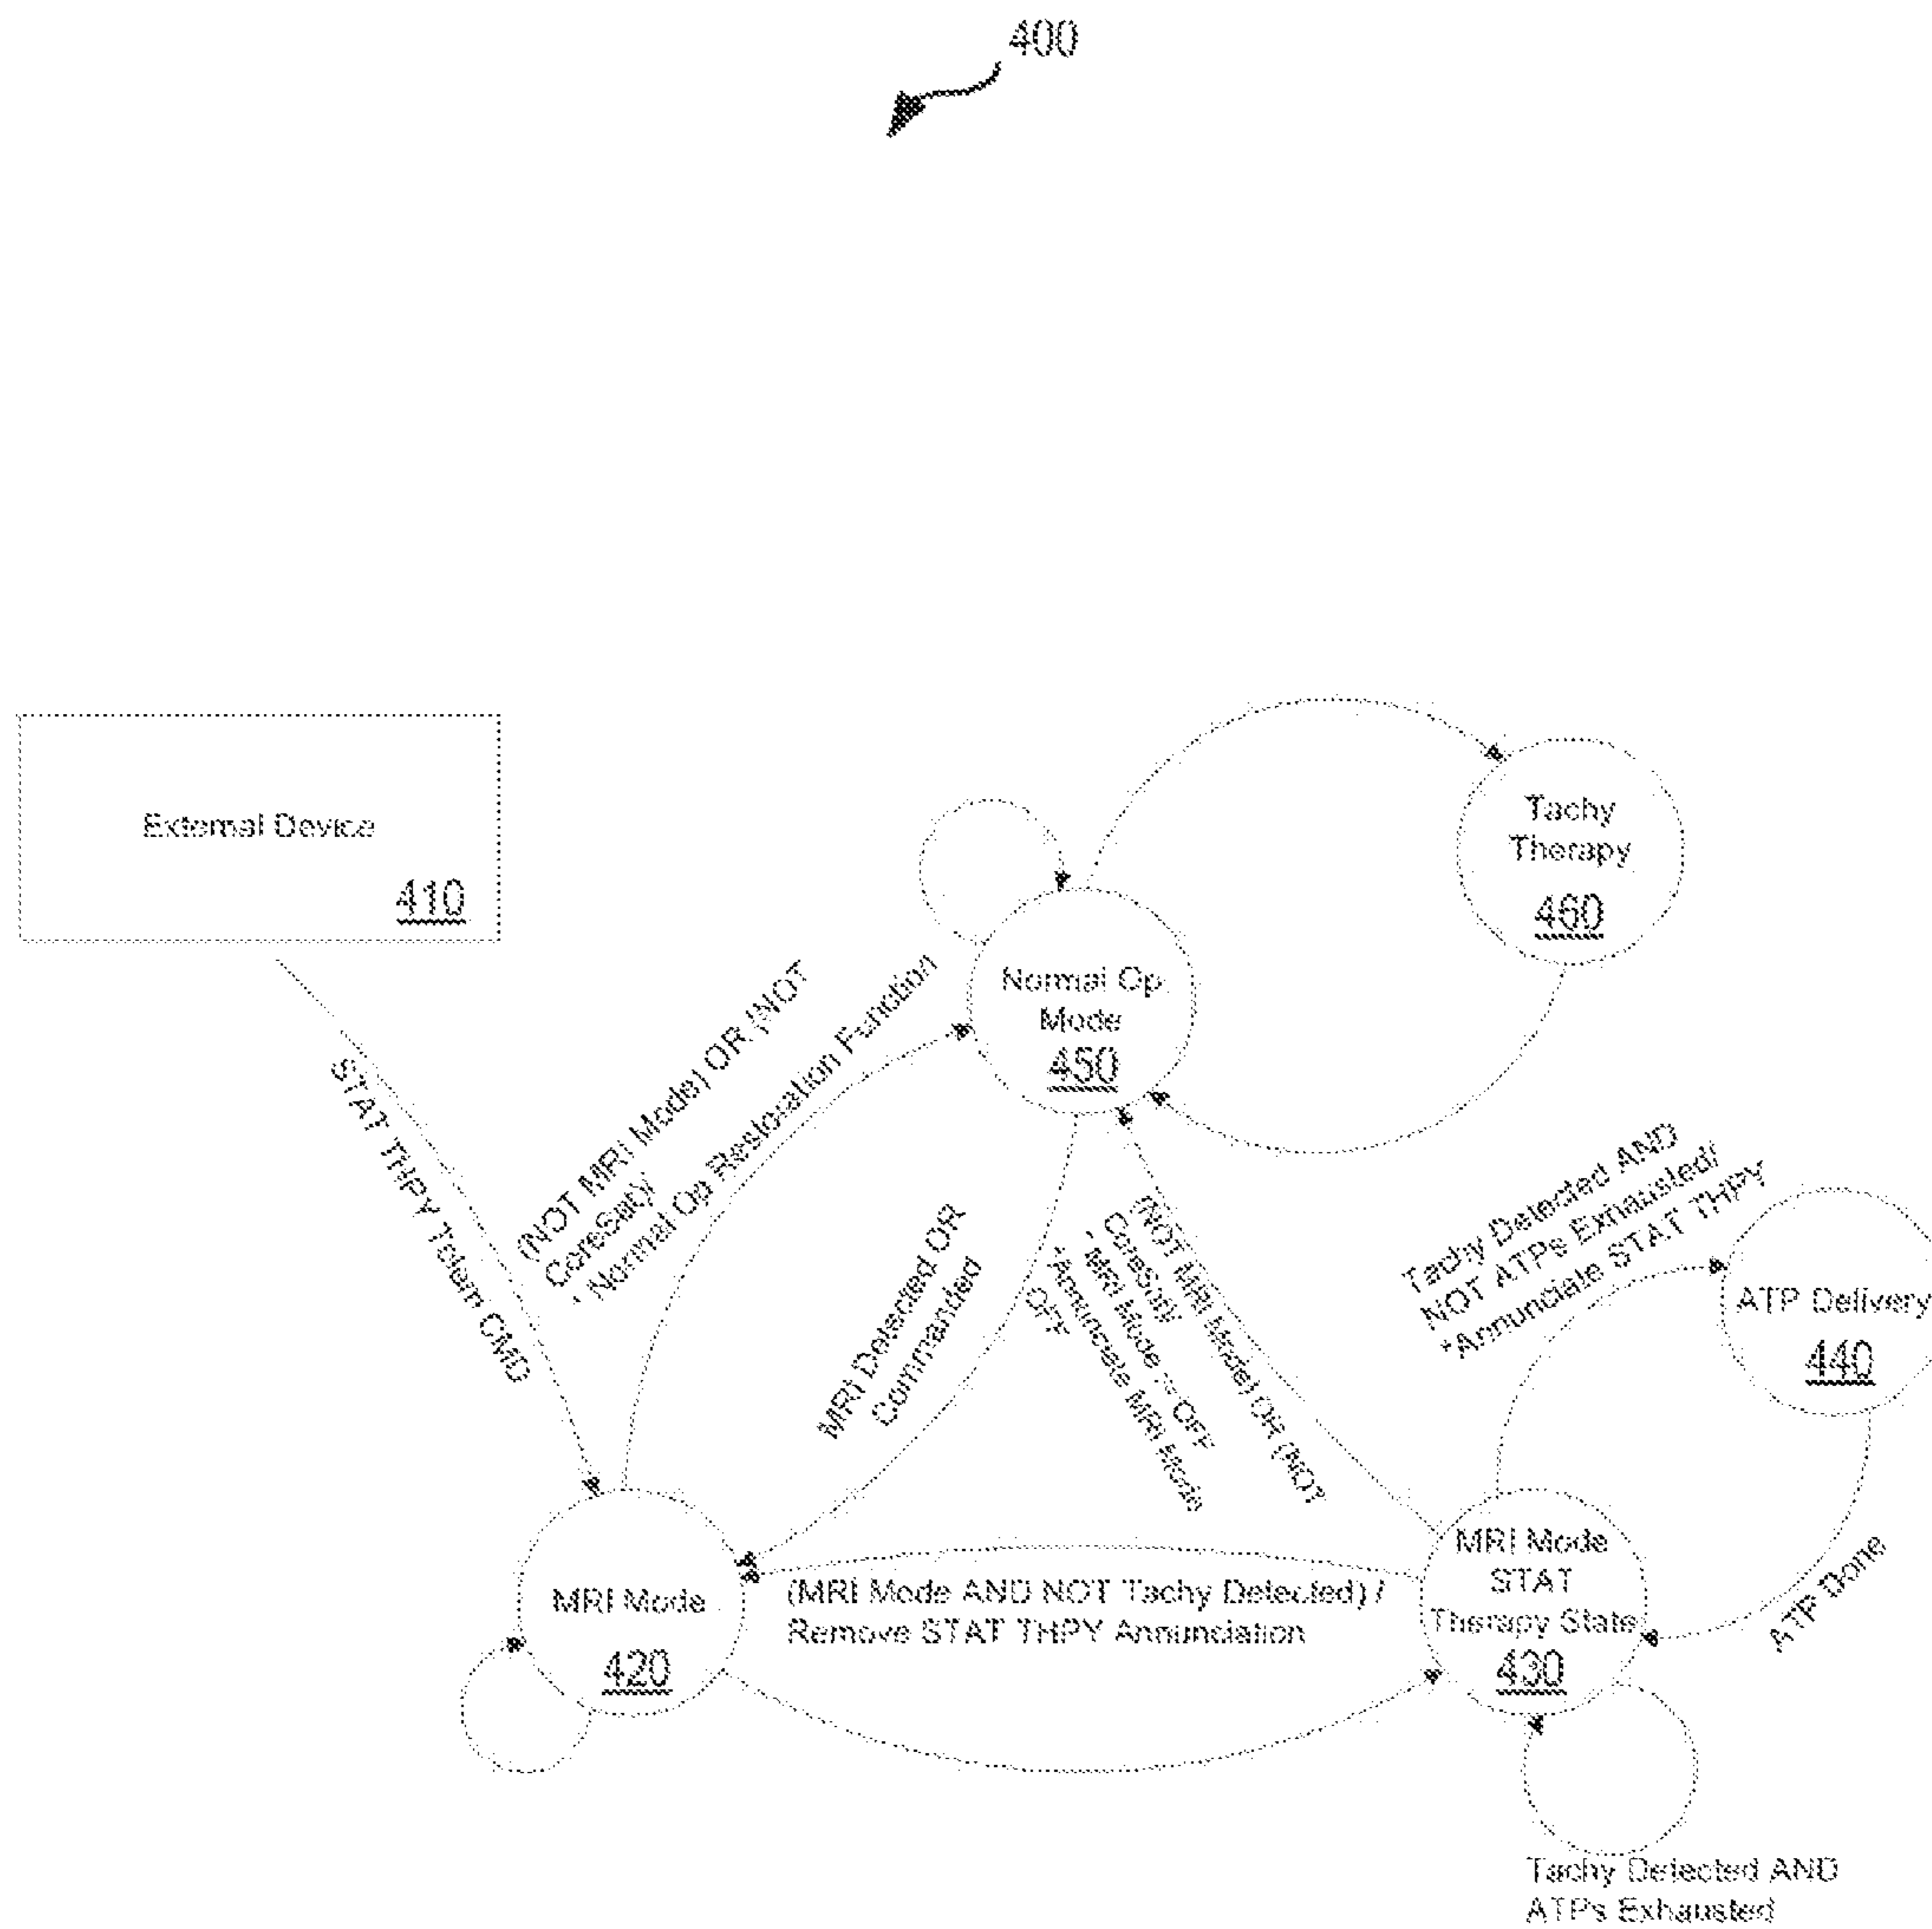 400
External Device
410
Tachy
Therapy
460
Normal Op
Mode
450
STAT THPY Telem CMD
(NOT MRI Mode) OR (NOT
CoreStby)/
* Normal Op Restoration Function
MRI Detected OR
Commanded
(NOT MRI Mode) OR (NOT
CoreStby
* MRI Mode -- OFF
*Annunciate MRI Mode
OFF
Tachy Detected AND
NOT ATPs Exhausted/
*Annunciate STAT THPY
ATP Delivery
440
ATP Done
MRI Mode
420
(MRI Mode AND NOT Tachy Detected) /
Remove STAT THPY Annunciation
MRI Mode
STAT
Therapy State
430
Tachy Detected AND
ATPs Exhausted